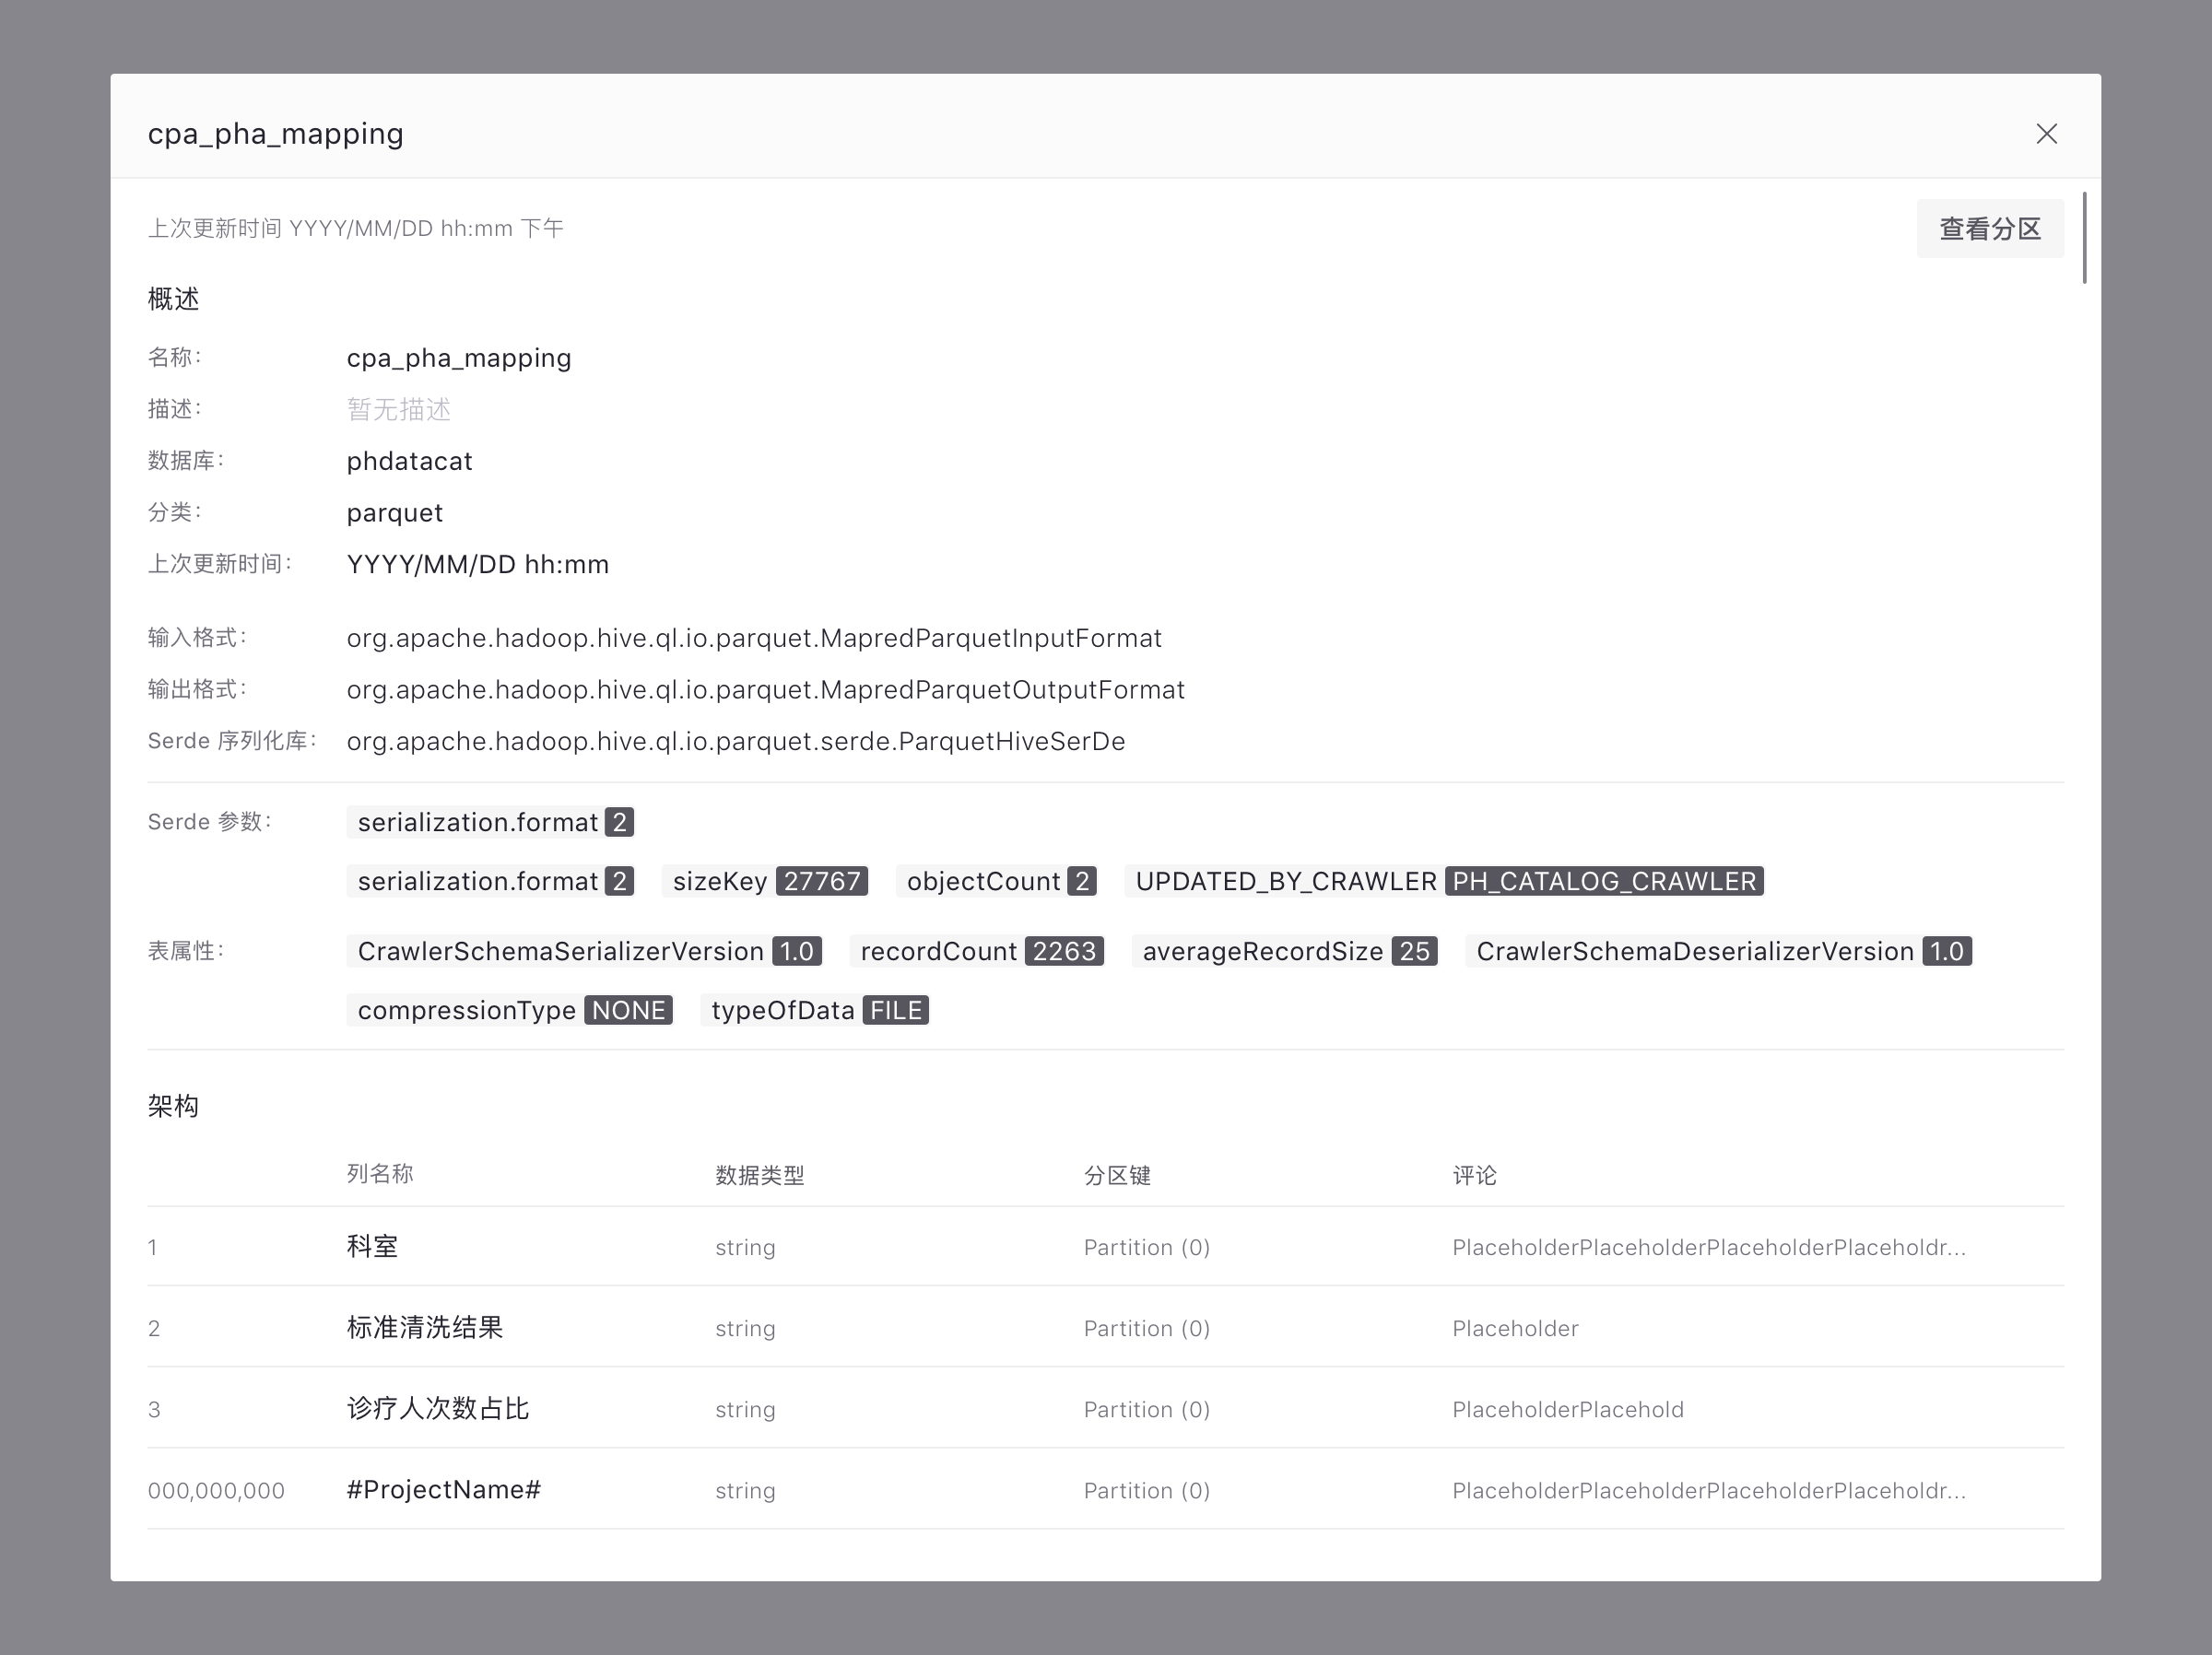 cpa_pha_mapping
上次更新时间 YYYY/MM/DD hh:mm 下午
查看分区
概述
名称: cpa_pha_mapping
描述: 暂无描述
数据库: phdatacat
分类: parquet
上次更新时间: YYYY/MM/DD hh:mm
输入格式: org.apache.hadoop.hive.ql.io.parquet.MapredParquetInputFormat
输出格式: org.apache.hadoop.hive.ql.io.parquet.MapredParquetOutputFormat
Serde 序列化库: org.apache.hadoop.hive.ql.io.parquet.serde.ParquetHiveSerDe
Serde 参数: serialization.format 2
serialization.format 2 sizeKey 27767 objectCount 2 UPDATED_BY_CRAWLER PH_CATALOG_CRAWLER
表属性: CrawlerSchemaSerializerVersion 1.0 recordCount 2263 averageRecordSize 25 CrawlerSchemaDeserializerVersion 1.0
compressionType NONE typeOfData FILE
架构
列名称 数据类型 分区键 评论
1 科室 string Partition (0) PlaceholderPlaceholderPlaceholderPlaceholdr...
2 标准清洗结果 string Partition (0) Placeholder
3 诊疗人次数占比 string Partition (0) PlaceholderPlacehold
000,000,000 #ProjectName# string Partition (0) PlaceholderPlaceholderPlaceholderPlaceholdr...